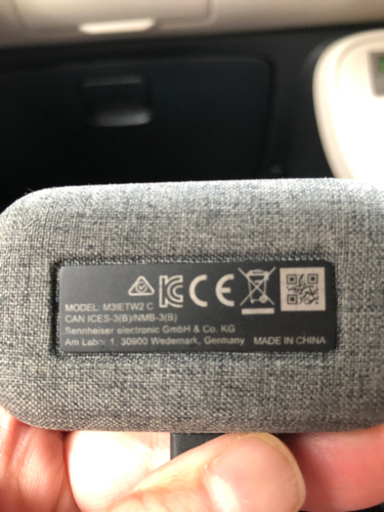 MODEL: M3IETW2 C
CAN ICES-3(B)/NMB-3(B)
Sennheiser electronic GmbH & Co. KG
Am Labor 1, 30900 Wedemark, Germany MADE IN CHINA